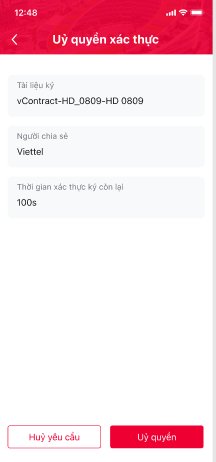 12:48
Uỷ quyền xác thực
Tài liệu ký
vContract-HD_0809-HD 0809
Người chia sẻ
Viettel
Thời gian xác thực ký còn lại
100s
Huỷ yêu cầu
Uỷ quyền